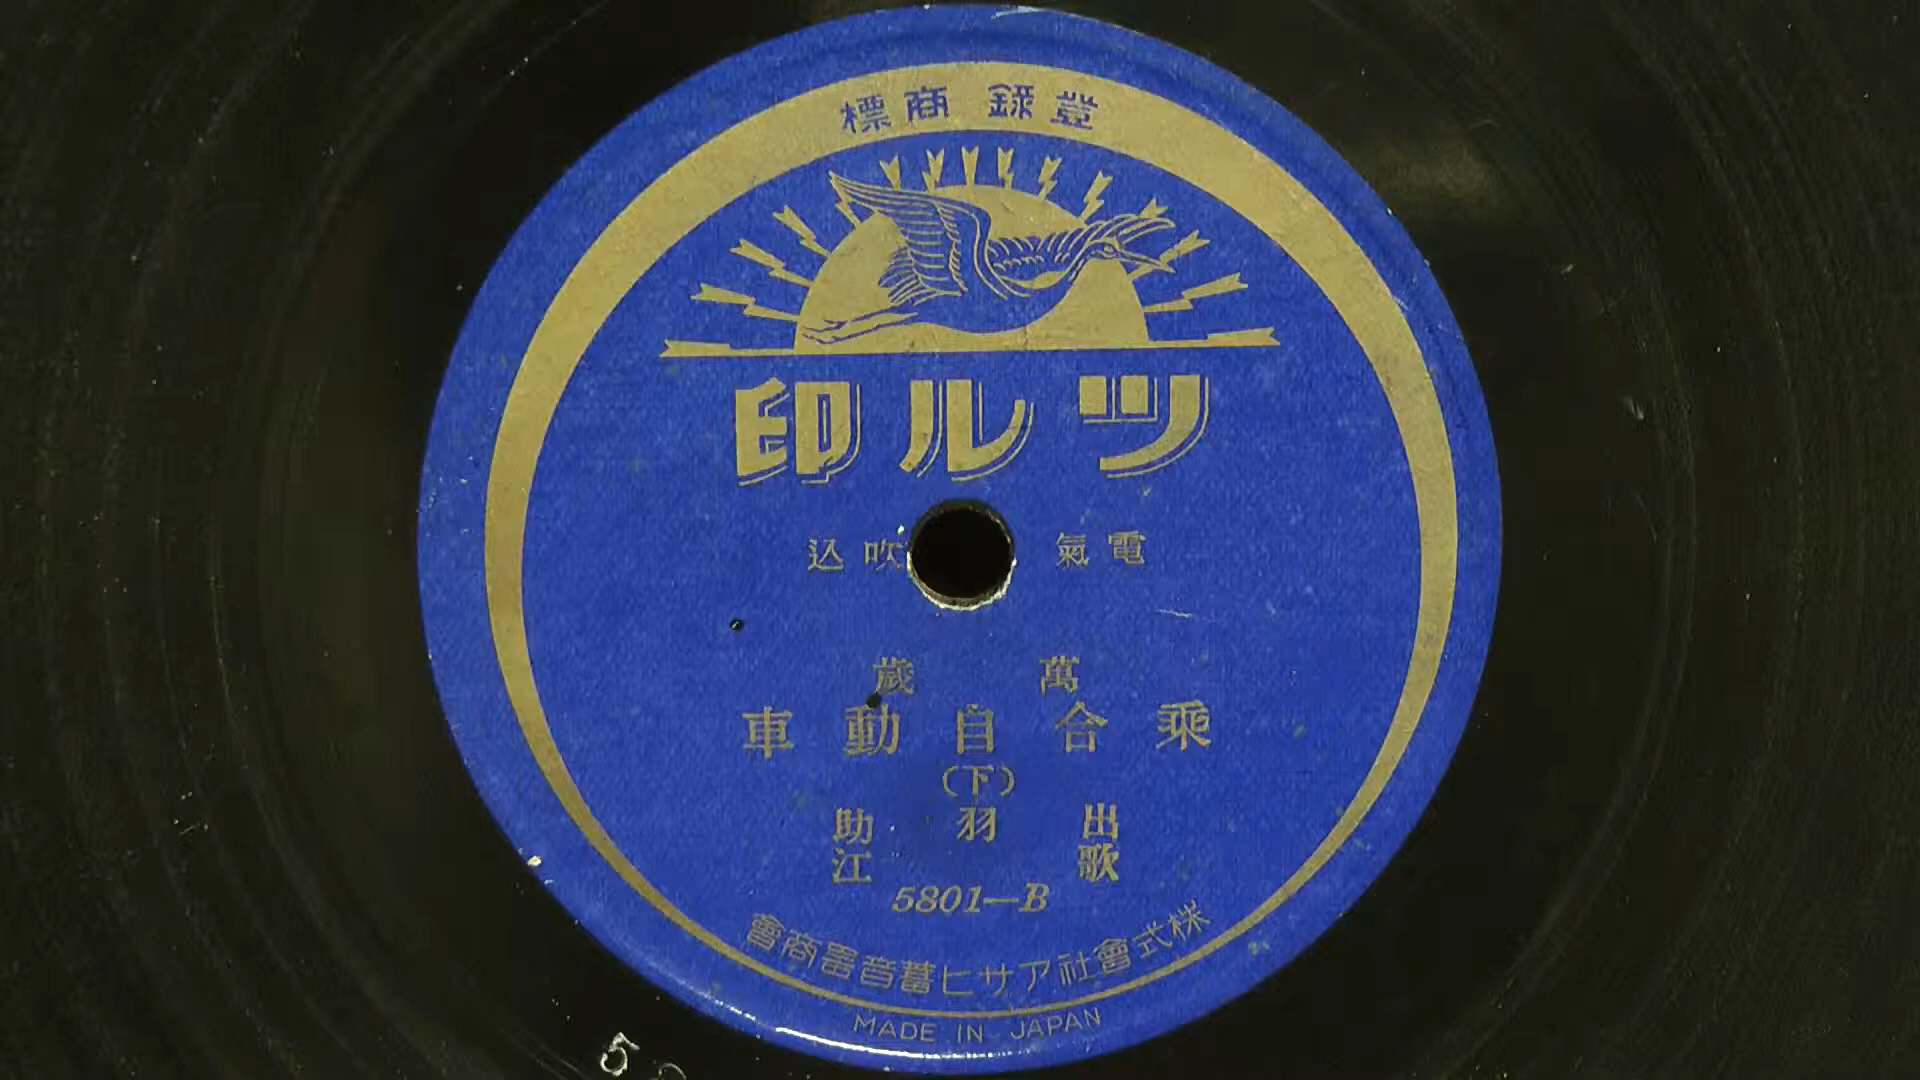 登錄商標
ツル印
電氣吹込
萬歲
乘合自動車
(下)
出羽助
歌江
5801—B
株式會社アサヒ蓄音器商會
MADE IN JAPAN
5